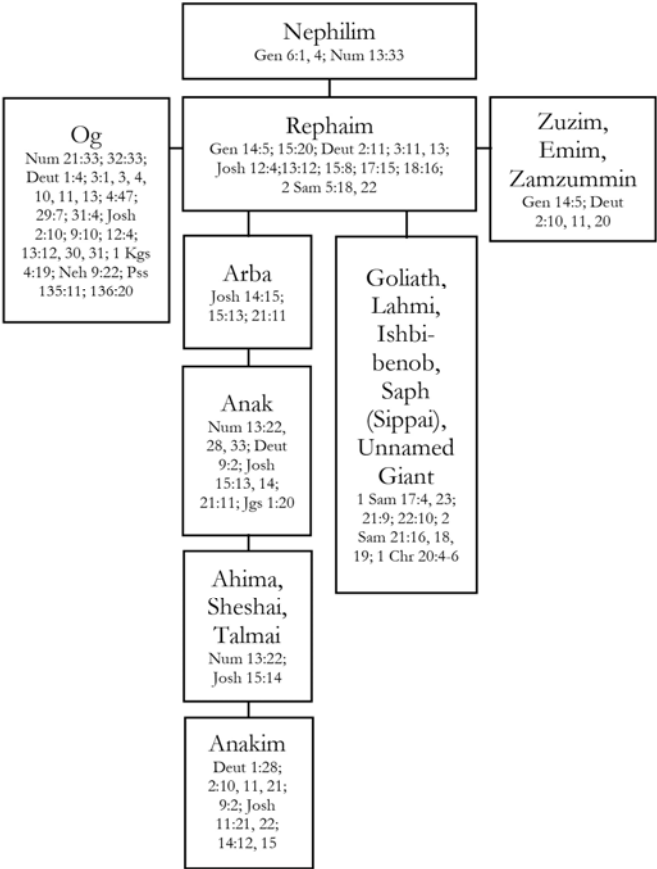 Nephilim
Gen 6:1, 4; Num 13:33
Og
Num 21:33; 32:33;
Deut 1:4; 3:1, 3, 4,
10, 11, 13; 4:47;
29:7; 31:4; Josh
2:10; 9:10; 12:4;
13:12, 30, 31; 1 Kgs
4:19; Neh 9:22; Pss
135:11; 136:20
Rephaim
Gen 14:5; 15:20; Deut 2:11; 3:11, 13;
Josh 12:4;13:12; 15:8; 17:15; 18:16;
2 Sam 5:18, 22
Zuzim,
Emim,
Zamzummin
Gen 14:5; Deut
2:10, 11, 20
Arba
Josh 14:15;
15:13; 21:11
Anak
Num 13:22,
28, 33; Deut
9:2; Josh
15:13, 14;
21:11; Jgs 1:20
Ahima,
Sheshai,
Talmai
Num 13:22;
Josh 15:14
Anakim
Deut 1:28;
2:10, 11, 21;
9:2; Josh
11:21, 22;
14:12, 15
Goliath,
Lahmi,
Ishbi-
benob,
Saph
(Sippai),
Unnamed
Giant
1 Sam 17:4, 23;
21:9; 22:10; 2
Sam 21:16, 18,
19; 1 Chr 20:4-6